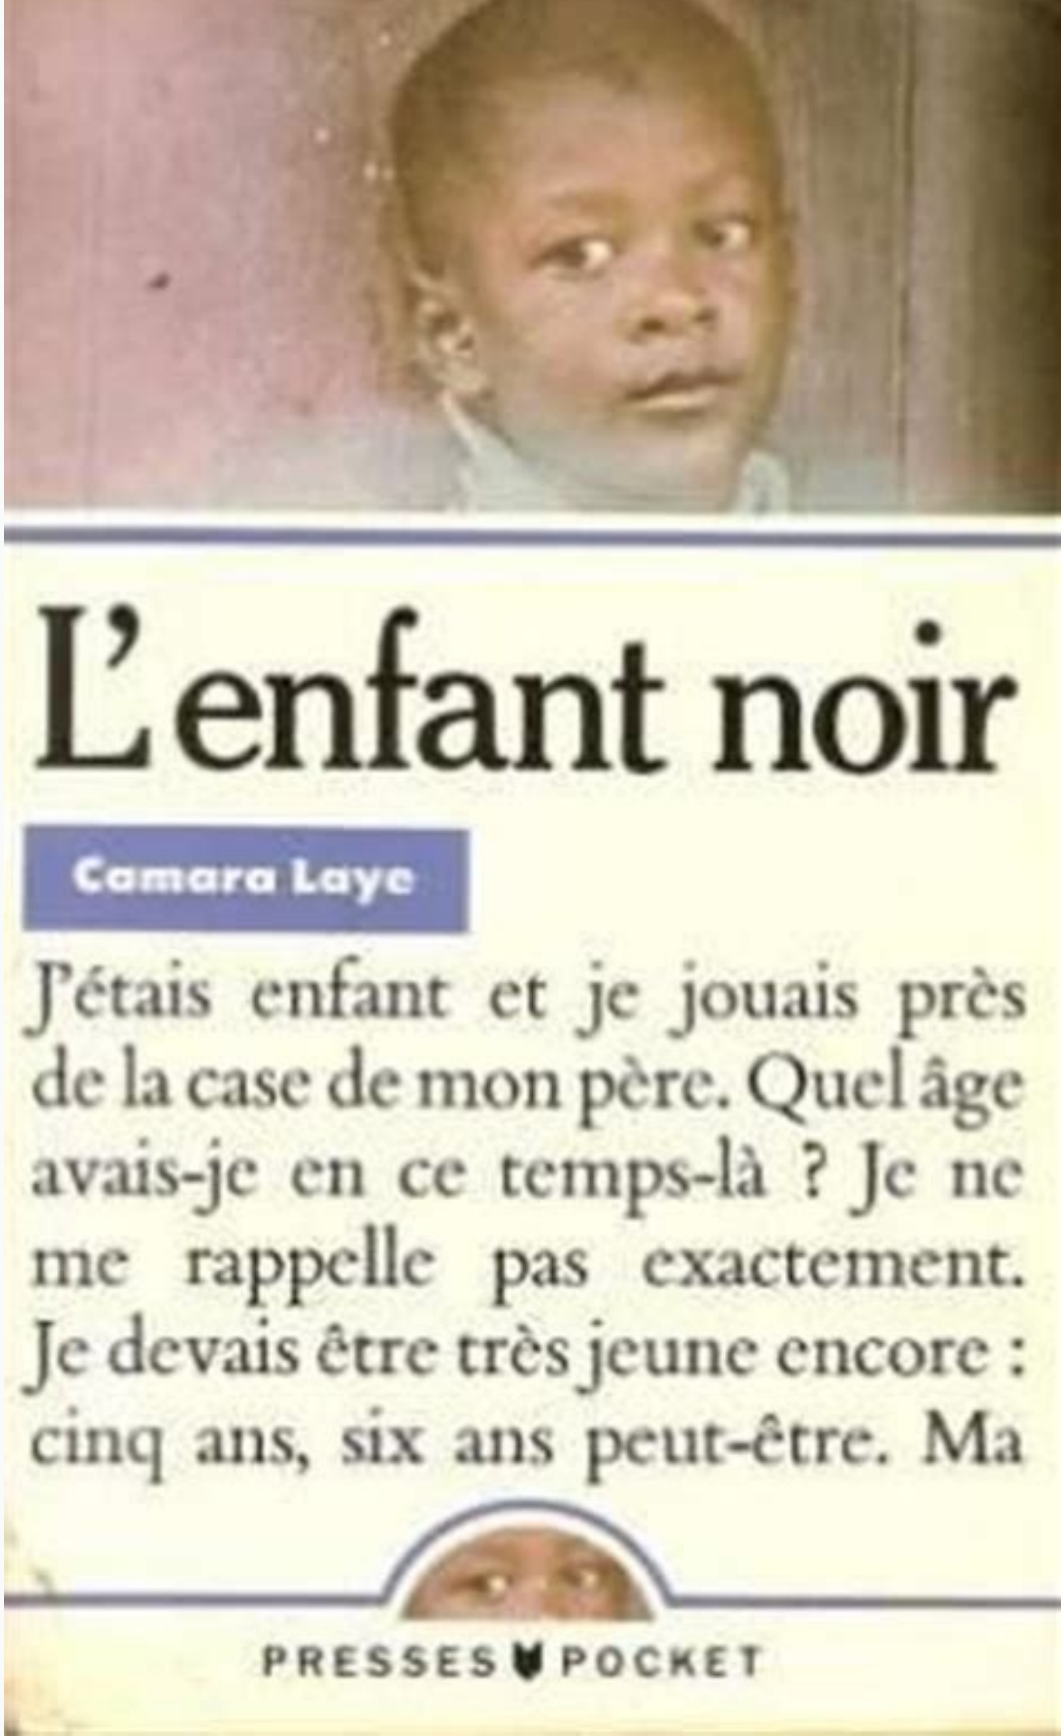 L'enfant noir
Camara Laye
J'étais enfant et je jouais près
de la case de mon père. Quel âge
avais-je en ce temps-là ? Je ne
me rappelle pas exactement.
Je devais être très jeune encore :
cinq ans, six ans peut-être. Ma
PRESSES POCKET